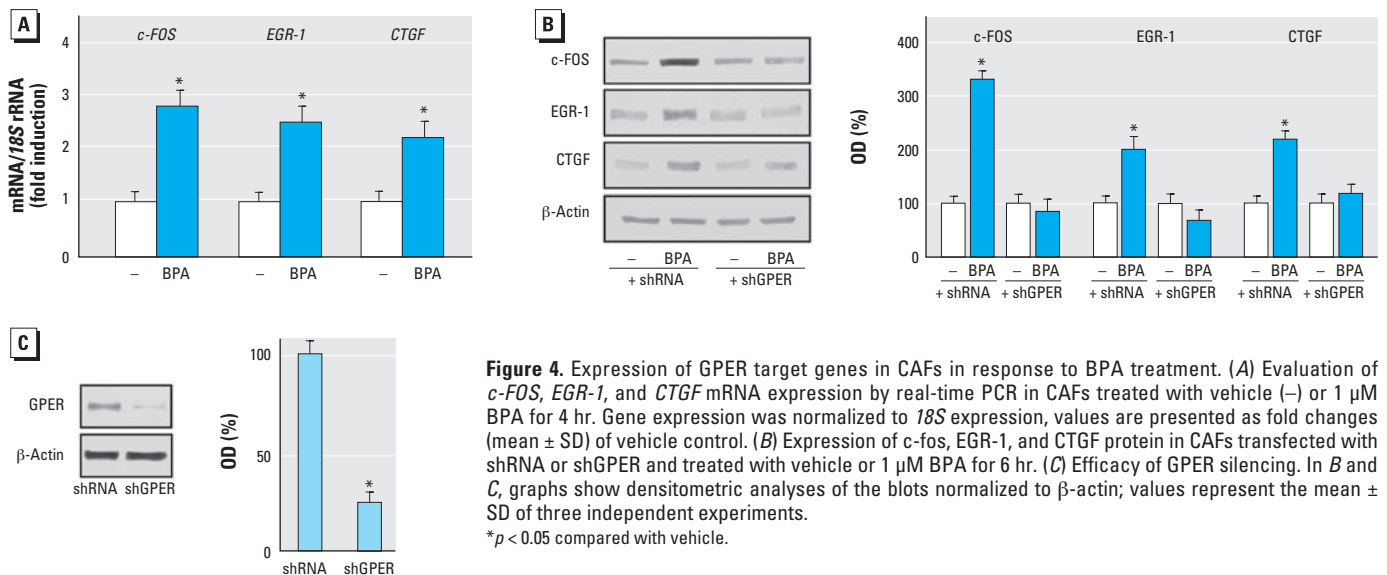 A
c-FOS EGR-1 CTGF
mRNA/18S rRNA
(fold induction)
4
3
2
1
0
* * *
– BPA – BPA – BPA
B
c-FOS
EGR-1
CTGF
β-Actin
– BPA – BPA
+ shRNA + shGPER
c-FOS EGR-1 CTGF
OD (%)
400
300
200
100
0
* * *
– BPA – BPA – BPA – BPA – BPA – BPA
+ shRNA + shGPER + shRNA + shGPER + shRNA + shGPER
C
GPER
β-Actin
shRNA shGPER
OD (%)
100
50
0
*
shRNA shGPER
Figure 4. Expression of GPER target genes in CAFs in response to BPA treatment. (A) Evaluation of
c-FOS, EGR-1, and CTGF mRNA expression by real-time PCR in CAFs treated with vehicle (–) or 1 μM
BPA for 4 hr. Gene expression was normalized to 18S expression, values are presented as fold changes
(mean ± SD) of vehicle control. (B) Expression of c-fos, EGR-1, and CTGF protein in CAFs transfected with
shRNA or shGPER and treated with vehicle or 1 μM BPA for 6 hr. (C) Efficacy of GPER silencing. In B and
C, graphs show densitometric analyses of the blots normalized to β-actin; values represent the mean ±
SD of three independent experiments.
*p < 0.05 compared with vehicle.